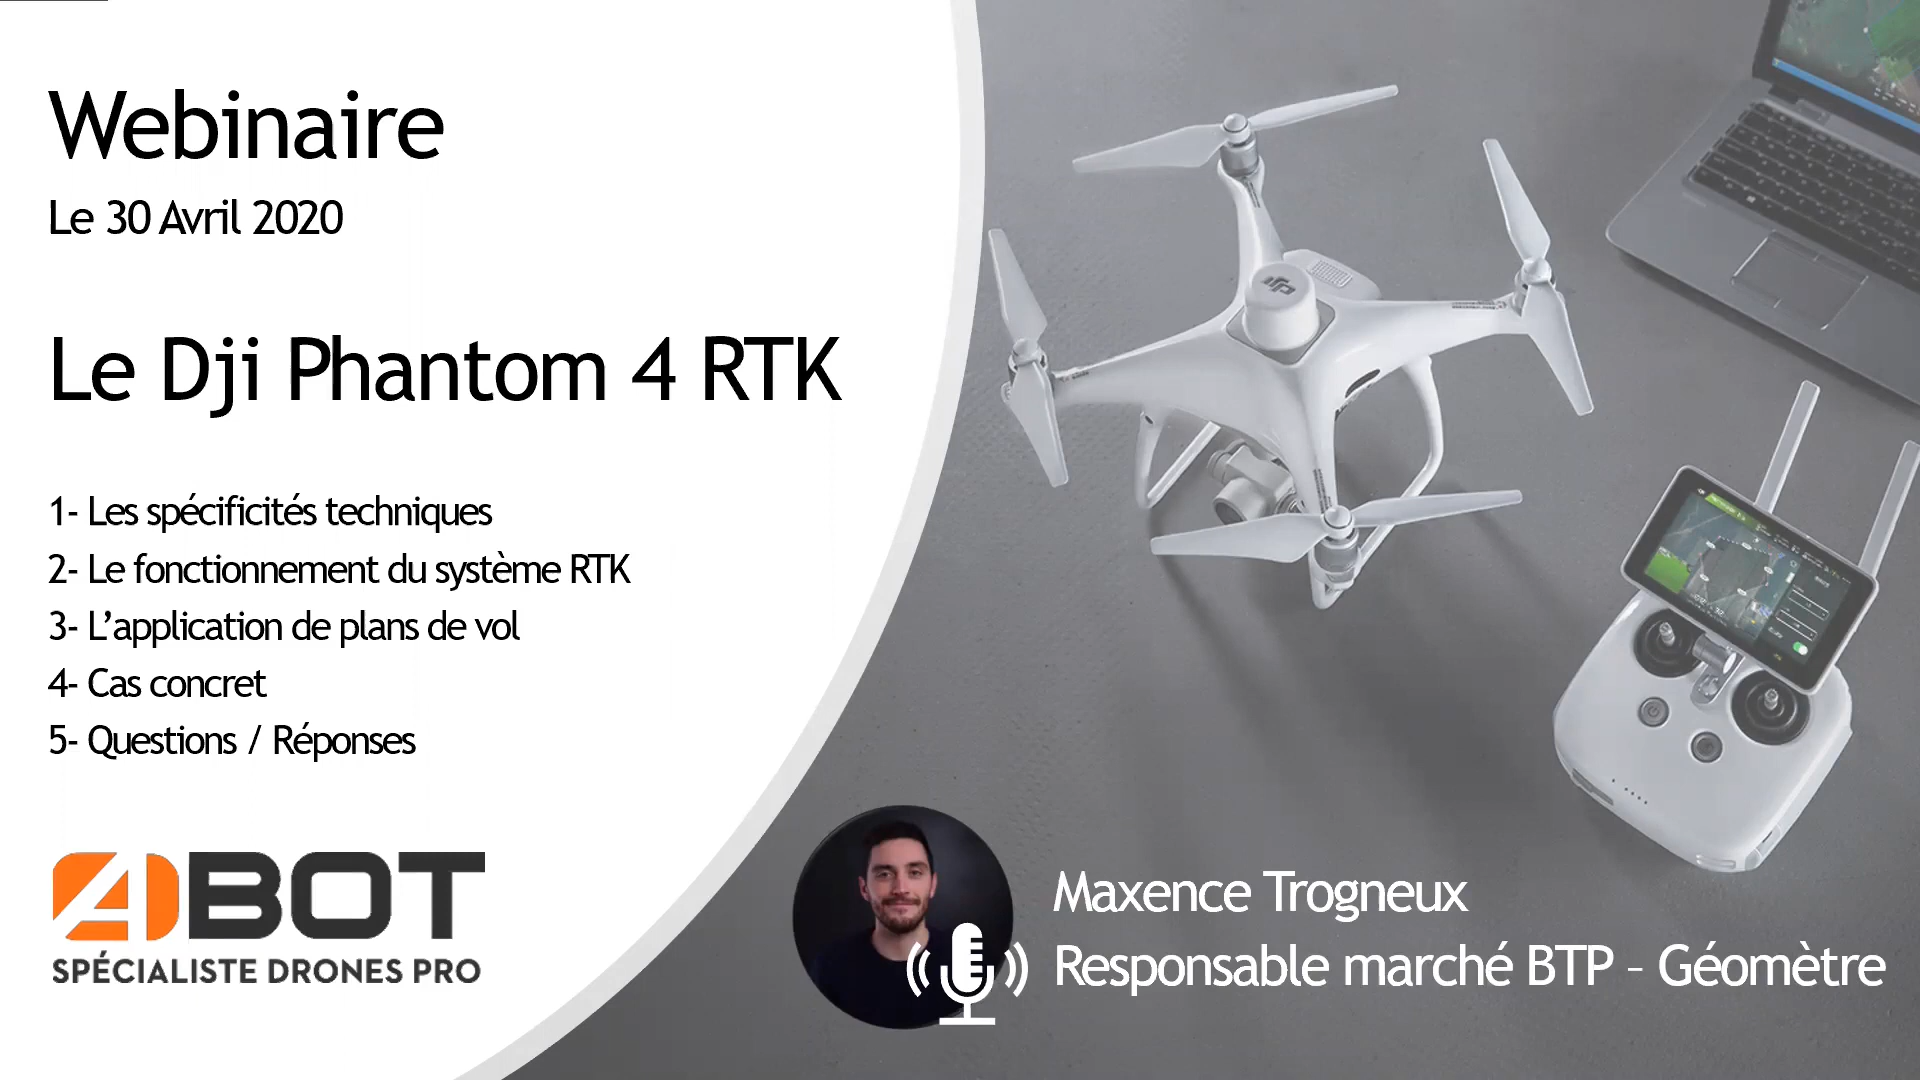 Webinaire
Le 30 Avril 2020
Le Dji Phantom 4 RTK
1- Les spécificités techniques
2- Le fonctionnement du système RTK
3- L’application de plans de vol
4- Cas concret
5- Questions / Réponses
ABOT
SPÉCIALISTE DRONES PRO
dji
Maxence Trogneux
Responsable marché BTP – Géomètre